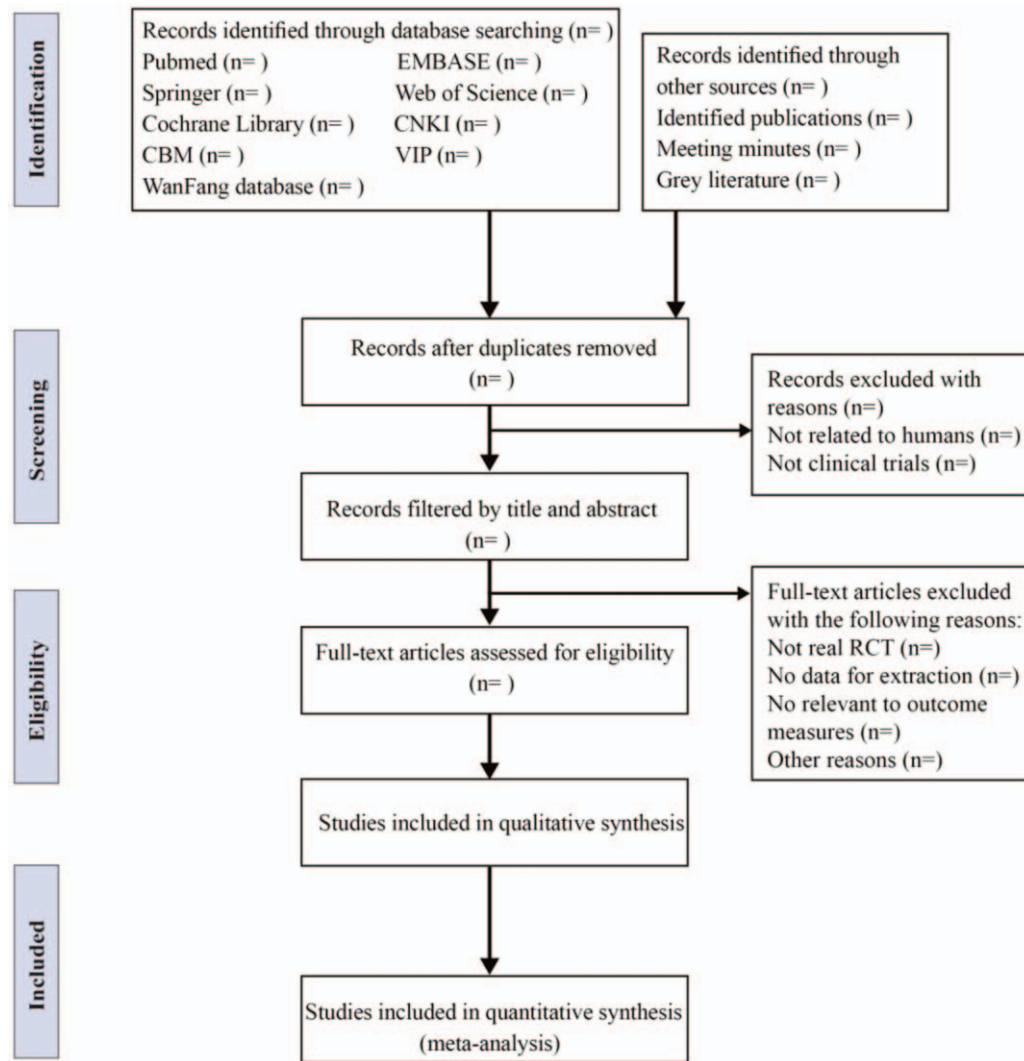 Identification
Records identified through database searching (n= )
Pubmed (n= ) EMBASE (n= )
Springer (n= ) Web of Science (n= )
Cochrane Library (n= ) CNKI (n= )
CBM (n= ) VIP (n= )
WanFang database (n= )
Records identified through
other sources (n= )
Identified publications (n= )
Meeting minutes (n= )
Grey literature (n= )
Screening
Records after duplicates removed
(n= )
Records excluded with
reasons (n=)
Not related to humans (n=)
Not clinical trials (n=)
Records filtered by title and abstract
(n= )
Eligibility
Full-text articles excluded
with the following reasons:
Not real RCT (n=)
No data for extraction (n=)
No relevant to outcome
measures (n=)
Other reasons (n=)
Full-text articles assessed for eligibility
(n= )
Studies included in qualitative synthesis
Included
Studies included in quantitative synthesis
(meta-analysis)